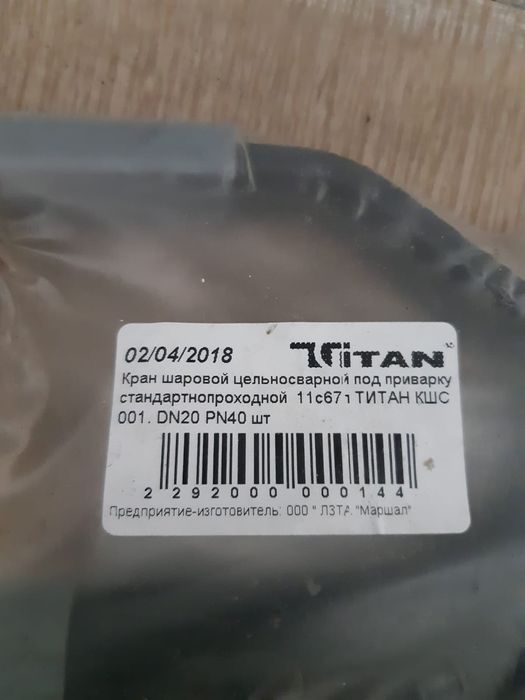 02/04/2018 TITAN
Кран шаровой цельносварной под приварку
стандартнопроходной 11с67п ТИТАН КШС
001. DN20 PN40 шт
2 292000 000144
Предприятие-изготовитель: ООО " ЛЗТА "Маршал"